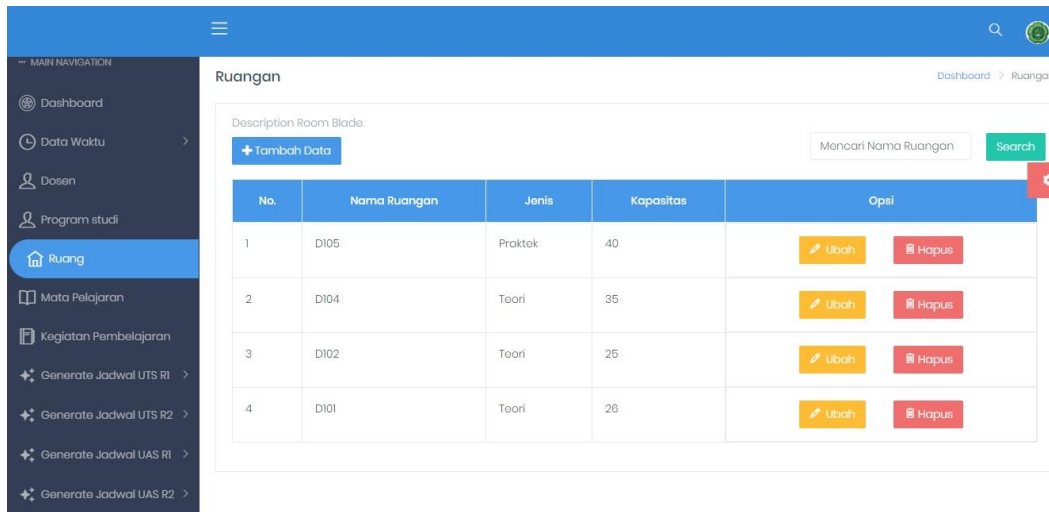 MAIN NAVIGATION
Dashboard
Data Waktu
Dosen
Program studi
Ruang
Mata Pelajaran
Kegiatan Pembelajaran
Generate Jadwal UTS R1
Generate Jadwal UTS R2
Generate Jadwal UAS R1
Generate Jadwal UAS R2
Ruangan
Dashboard > Ruanga
Description Room Blade.
+ Tambah Data
Mencari Nama Ruangan Search
No. Nama Ruangan Jenis Kapasitas Opsi
1 D105 Praktek 40 Ubah Hapus
2 D104 Teori 35 Ubah Hapus
3 D102 Teori 25 Ubah Hapus
4 D101 Teori 26 Ubah Hapus